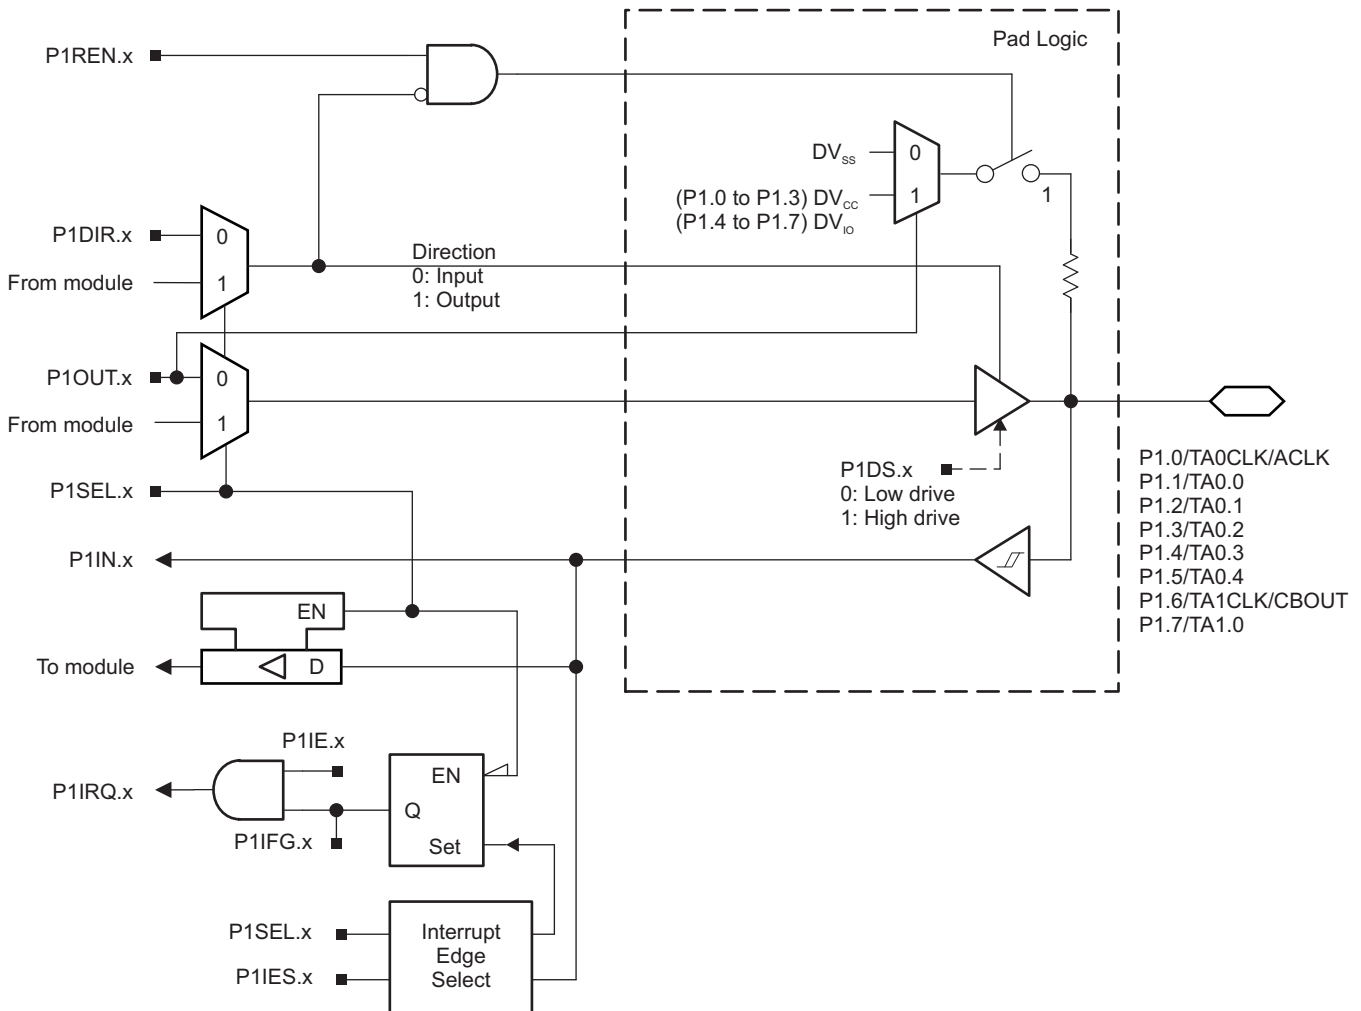 Pad Logic
P1REN.x
DVSS
0
(P1.0 to P1.3) DVCC
1
(P1.4 to P1.7) DVIO
1
P1DIR.x
0
From module
1
Direction
0: Input
1: Output
P1OUT.x
0
From module
1
P1SEL.x
P1DS.x
0: Low drive
1: High drive
P1.0/TA0CLK/ACLK
P1.1/TA0.0
P1.2/TA0.1
P1.3/TA0.2
P1.4/TA0.3
P1.5/TA0.4
P1.6/TA1CLK/CBOUT
P1.7/TA1.0
P1IN.x
EN
To module
D
P1IE.x
P1IRQ.x
EN
Q
P1IFG.x
Set
P1SEL.x
P1IES.x
Interrupt
Edge
Select